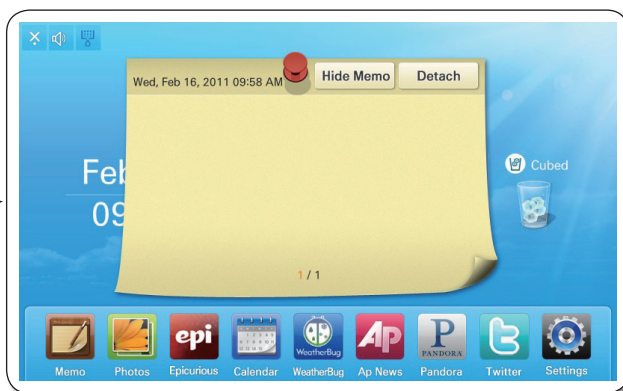 Wed, Feb 16, 2011 09:58 AM
Hide Memo
Detach
Feb
09
Cubed
1 / 1
epi
WeatherBug
AP
P
PANDORA
Memo
Photos
Epicurious
Calendar
WeatherBug
Ap News
Pandora
Twitter
Settings